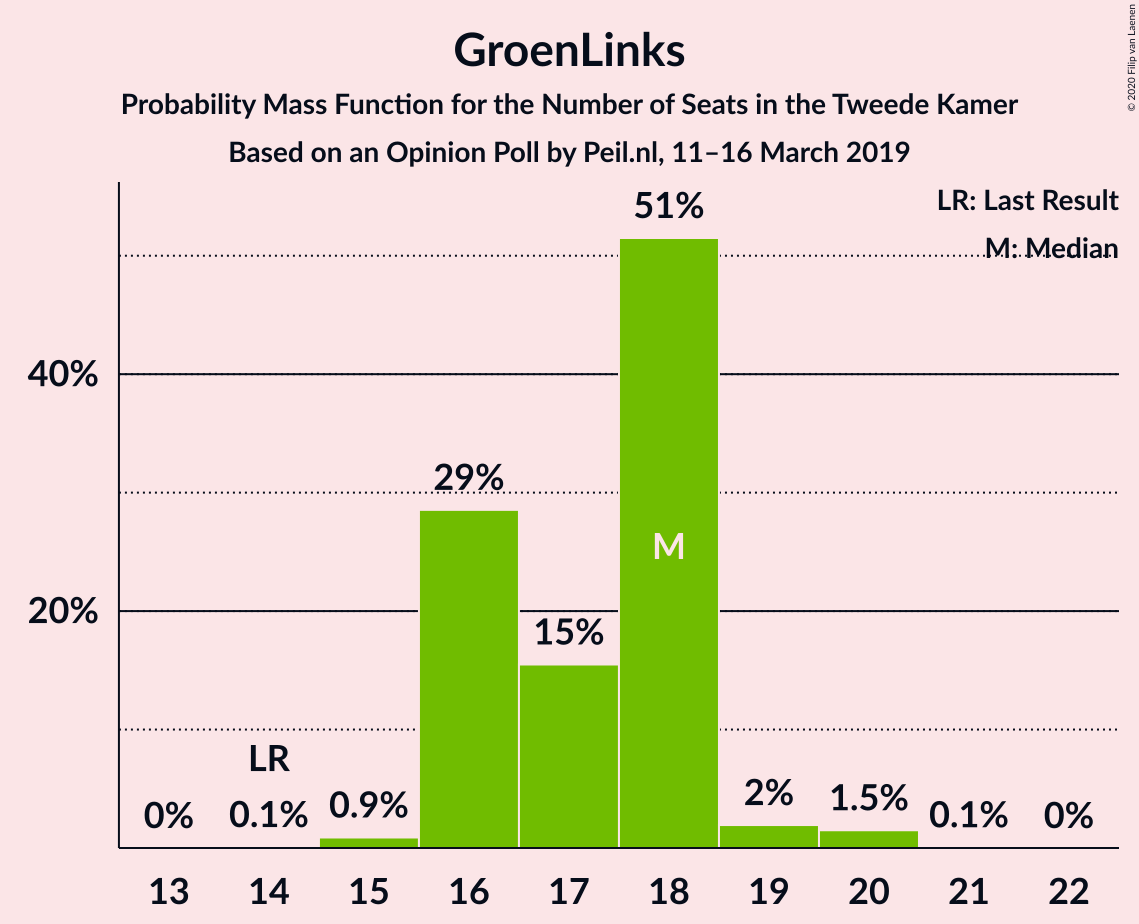 GroenLinks
Probability Mass Function for the Number of Seats in the Tweede Kamer
Based on an Opinion Poll by Peil.nl, 11–16 March 2019
© 2020 Filip van Laenen
LR: Last Result
M: Median
51%
40%
29%
M
20%
15%
LR
0% 0.1% 0.9% 2% 1.5% 0.1% 0%
13 14 15 16 17 18 19 20 21 22